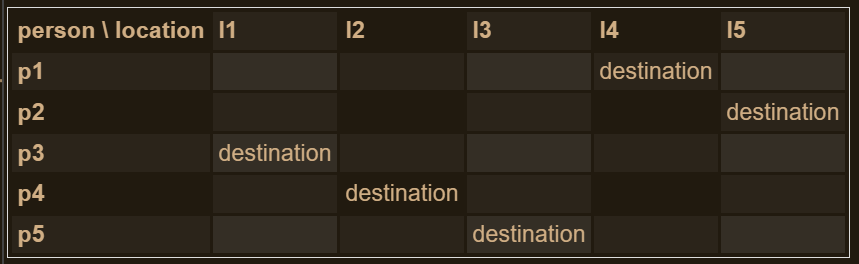 person \ location l1 l2 l3 l4 l5
p1 destination
p2 destination
p3 destination
p4 destination
p5 destination